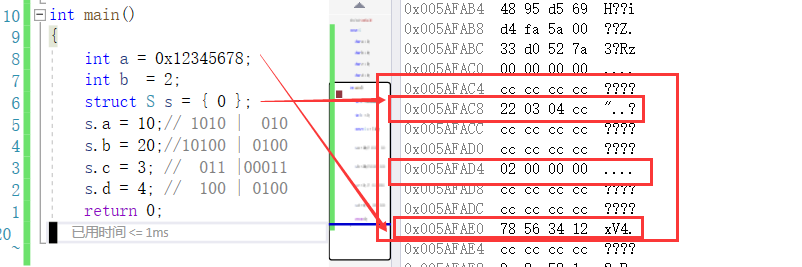 10 int main()
9 {
8 int a = 0x12345678;
7 int b  = 2;
6 struct S s = { 0 };
5 s.a = 10;// 1010 |  010
4 s.b = 20;//10100 | 0100
3 s.c = 3; //  011 |00011
2 s.d = 4; //  100 | 0100
1 return 0;
20 已用时间 <= 1ms
~
0x005AFAB4 48 95 d5 69 H??i
0x005AFAB8 d4 fa 5a 00 ??Z.
0x005AFABC 33 d0 52 7a 3?Rz
0x005AFAC0 00 00 00 00 ....
0x005AFAC4 cc cc cc cc ????
0x005AFAC8 22 03 04 cc "..?
0x005AFACC cc cc cc cc ????
0x005AFAD0 cc cc cc cc ????
0x005AFAD4 02 00 00 00 ....
0x005AFAD8 cc cc cc cc ????
0x005AFADC cc cc cc cc ????
0x005AFAE0 78 56 34 12 xV4.
0x005AFAE4 cc cc cc cc ????